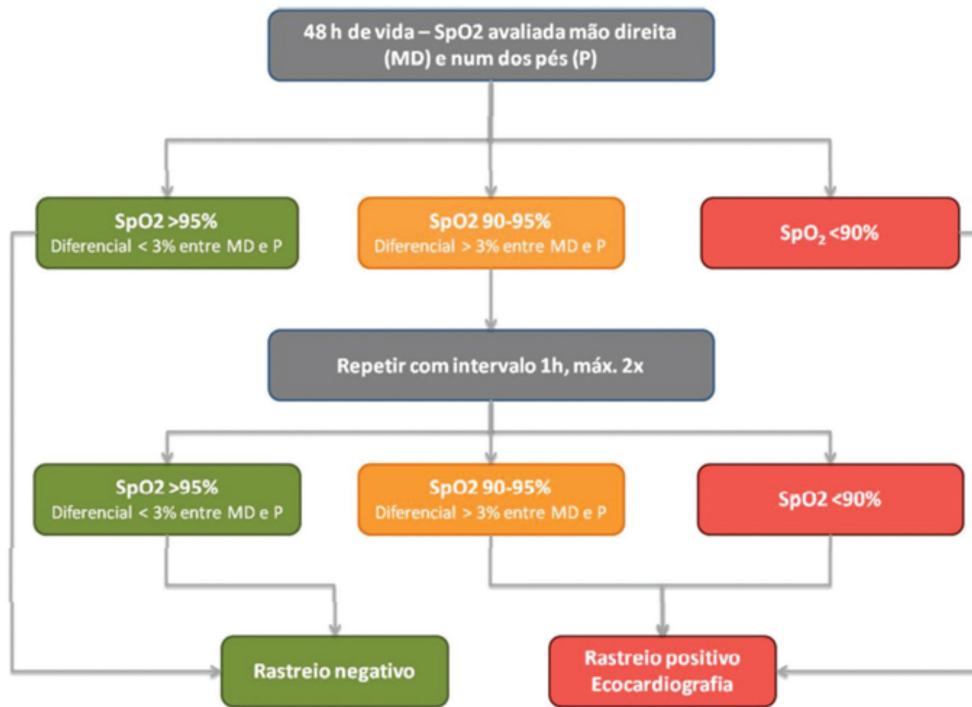 48 h de vida – SpO2 avaliada mão direita
(MD) e num dos pés (P)
SpO2 >95%
Diferencial < 3% entre MD e P
SpO2 90-95%
Diferencial > 3% entre MD e P
SpO₂ <90%
Repetir com intervalo 1h, máx. 2x
SpO2 >95%
Diferencial < 3% entre MD e P
SpO2 90-95%
Diferencial > 3% entre MD e P
SpO2 <90%
Rastreio negativo
Rastreio positivo
Ecocardiografia